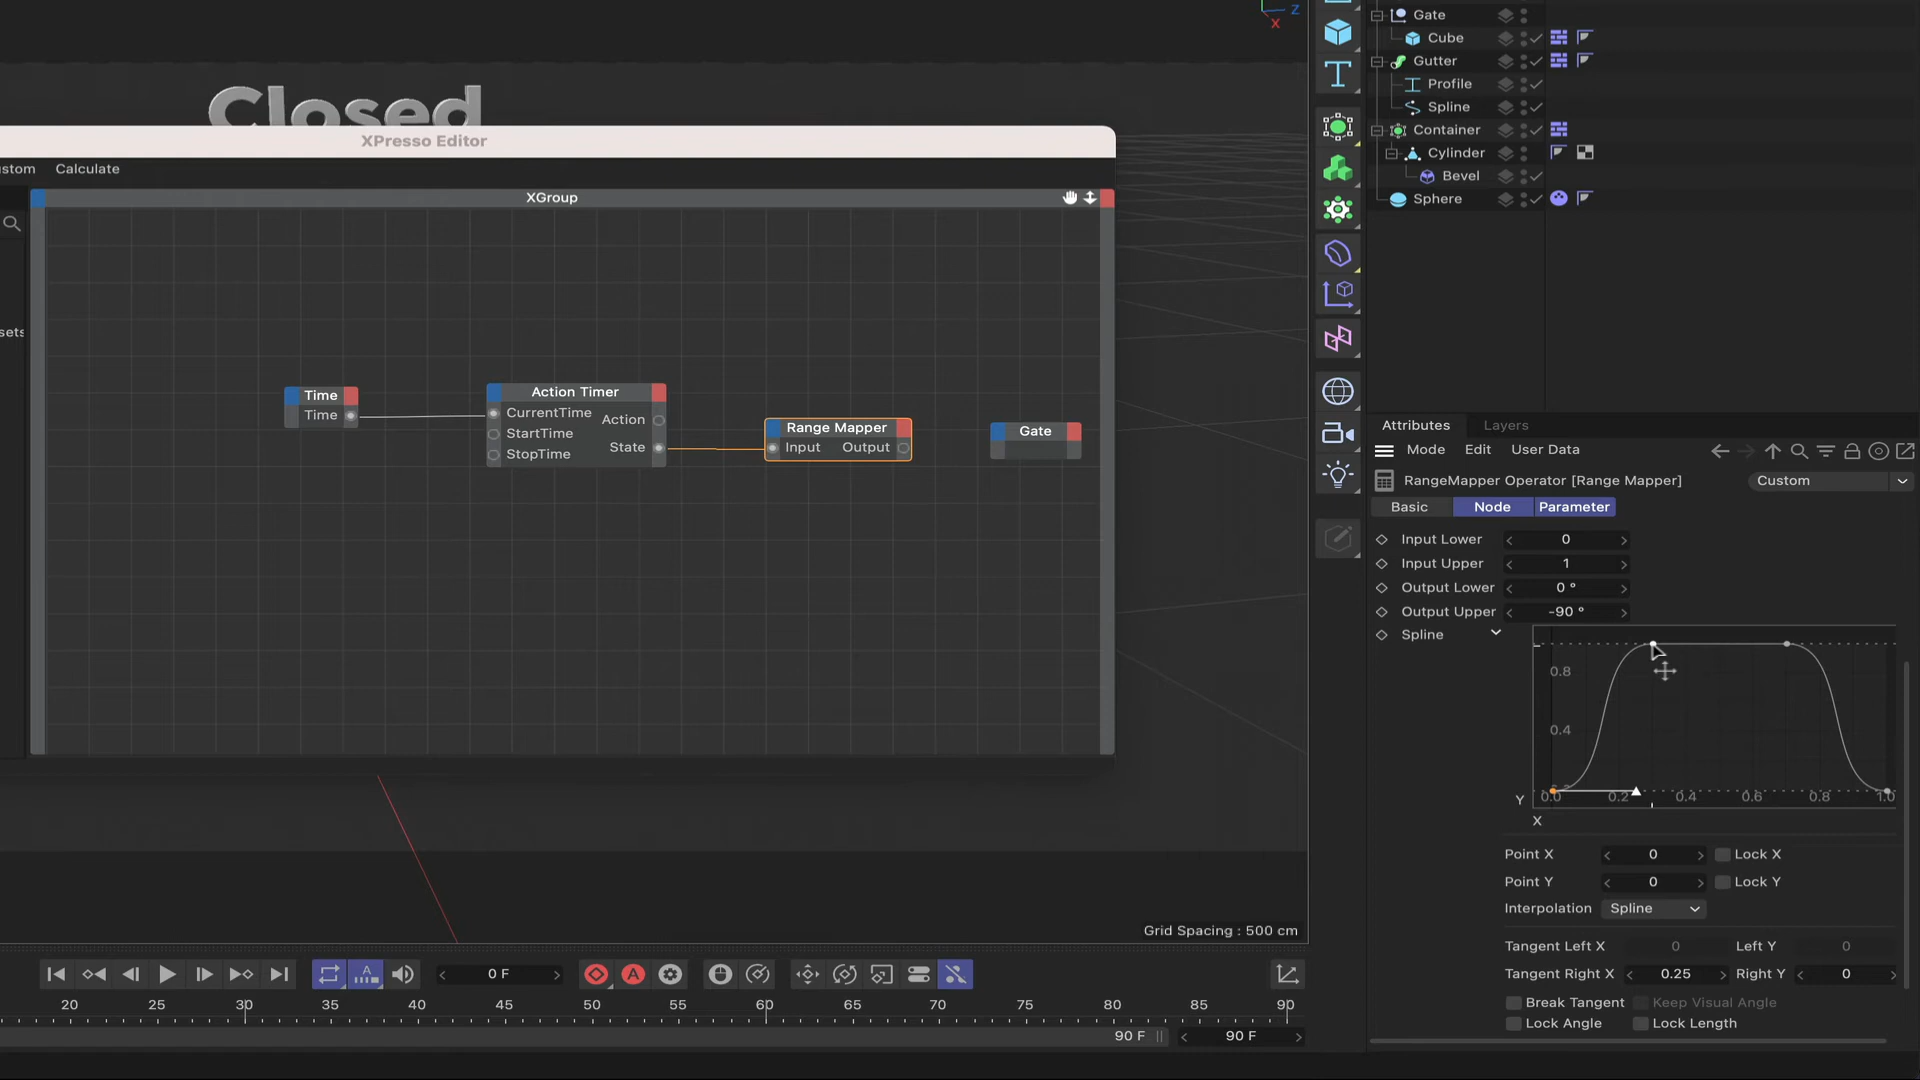 Z
X
Closed
XPresso Editor
ustom
Calculate
XGroup
sets
Time
Time
Action Timer
CurrentTime
Action
StartTime
State
StopTime
Range Mapper
Input
Output
Gate
Grid Spacing : 500 cm
0 F
20
25
30
35
40
45
50
55
60
65
70
75
80
85
90
90 F
90 F
Gate
Cube
Gutter
Profile
Spline
Container
Cylinder
Bevel
Sphere
Attributes
Layers
Mode
Edit
User Data
RangeMapper Operator [Range Mapper]
Custom
Basic
Node
Parameter
Input Lower
0
Input Upper
1
Output Lower
0 °
Output Upper
-90 °
Spline
0.8
0.4
Y
0.0
0.2
0.4
0.6
0.8
1.0
X
Point X
0
Lock X
Point Y
0
Lock Y
Interpolation
Spline
Tangent Left X
0
Left Y
0
Tangent Right X
0.25
Right Y
0
Break Tangent
Keep Visual Angle
Lock Angle
Lock Length